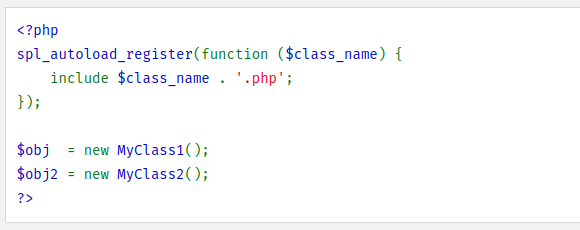 <?php
spl_autoload_register(function ($class_name) {
    include $class_name . '.php';
});

$obj  = new MyClass1();
$obj2 = new MyClass2();
?>